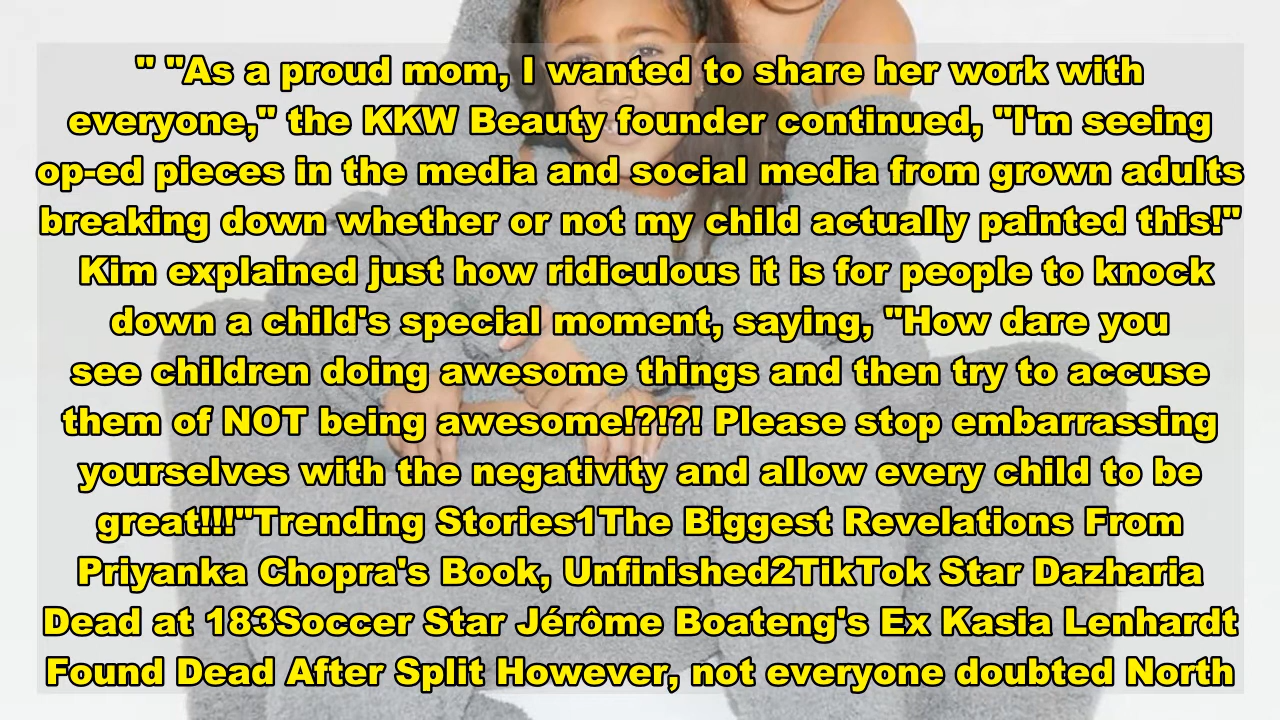 " "As a proud mom, I wanted to share her work with
everyone," the KKW Beauty founder continued, "I'm seeing
op-ed pieces in the media and social media from grown adults
breaking down whether or not my child actually painted this!"
Kim explained just how ridiculous it is for people to knock
down a child's special moment, saying, "How dare you
see children doing awesome things and then try to accuse
them of NOT being awesome!?!?! Please stop embarrassing
yourselves with the negativity and allow every child to be
great!!!"Trending Stories1The Biggest Revelations From
Priyanka Chopra's Book, Unfinished2TikTok Star Dazharia
Dead at 183Soccer Star Jérôme Boateng's Ex Kasia Lenhardt
Found Dead After Split However, not everyone doubted North